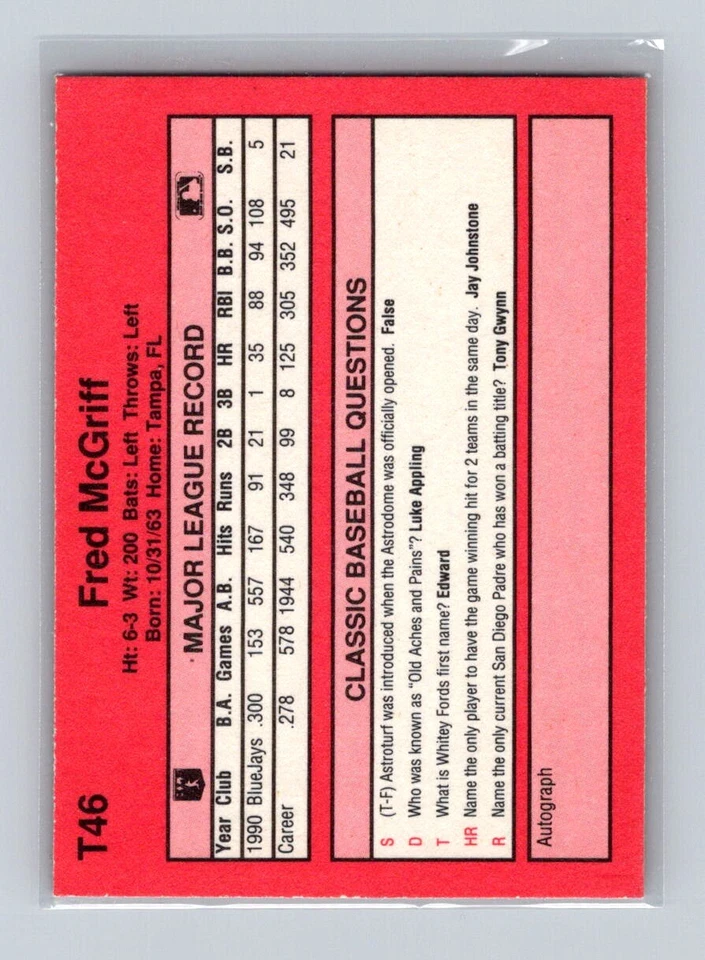 T46
Fred McGriff
Ht: 6-3 Wt: 200 Bats: Left Throws: Left
Born: 10/31/63 Home: Tampa, FL
MAJOR LEAGUE RECORD
Year Club B.A. Games A.B. Hits Runs 2B 3B HR RBI B.B. S.O. S.B.
1990 BlueJays .300 153 557 167 91 21 1 35 88 94 108 5
Career .278 578 1944 540 348 99 8 125 305 352 495 21
CLASSIC BASEBALL QUESTIONS
S (T-F) Astroturf was introduced when the Astrodome was officially opened. False
D Who was known as "Old Aches and Pains"? Luke Appling
T What is Whitey Fords first name? Edward
HR Name the only player to have the game winning hit for 2 teams in the same day. Jay Johnstone
R Name the only current San Diego Padre who has won a batting title? Tony Gwynn
Autograph